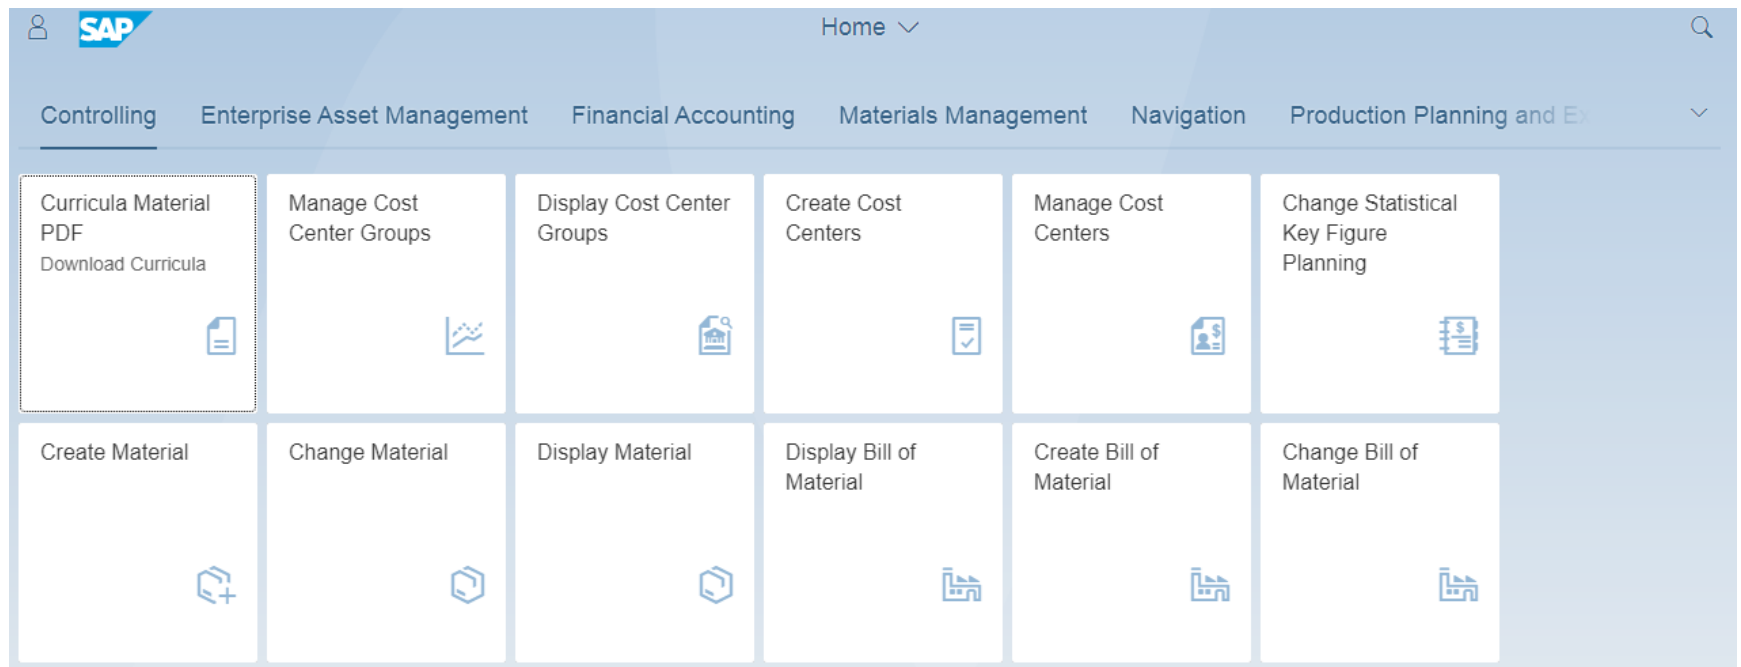 SAP
Home
Controlling
Enterprise Asset Management
Financial Accounting
Materials Management
Navigation
Production Planning and Ex
Curricula Material
PDF
Download Curricula
Manage Cost
Center Groups
Display Cost Center
Groups
Create Cost
Centers
Manage Cost
Centers
Change Statistical
Key Figure
Planning
Create Material
Change Material
Display Material
Display Bill of
Material
Create Bill of
Material
Change Bill of
Material